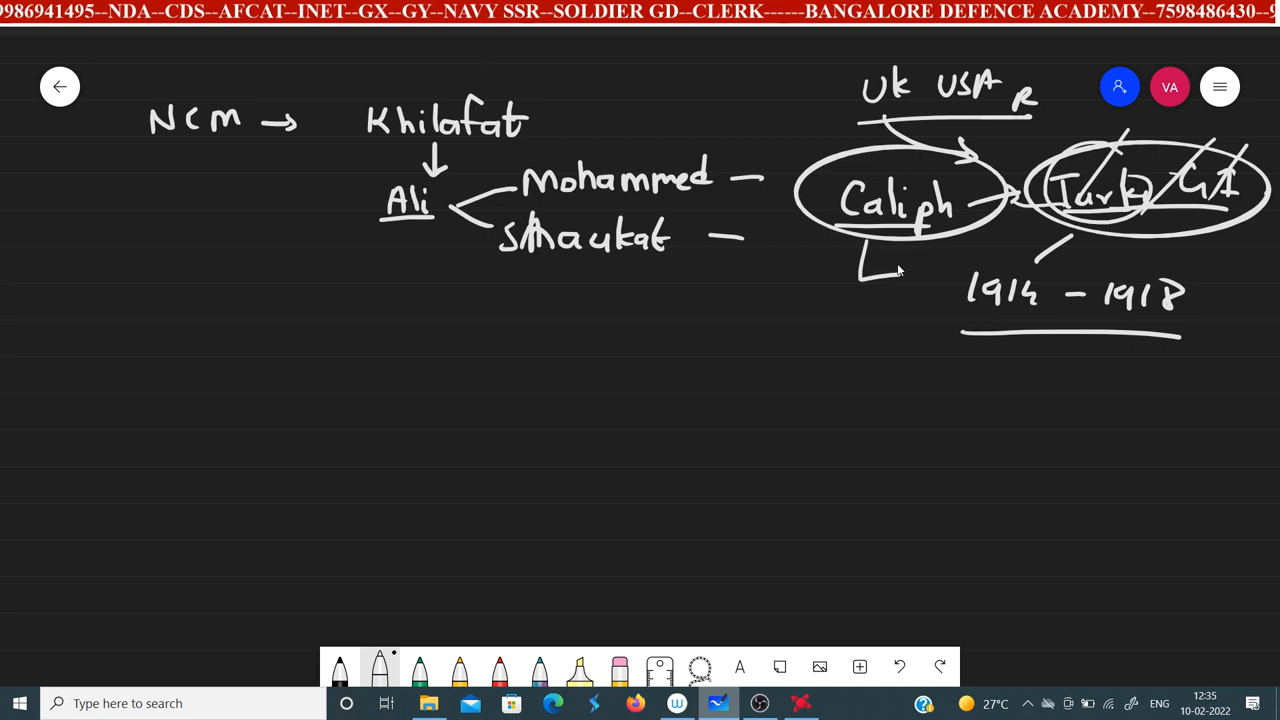 9986941495--NDA--CDS--AFCAT--INET--GX--GY--NAVY SSR--SOLDIER GD--CLERK------BANGALORE DEFENCE ACADEMY--7598486430--9
VA
UK USA R
NCM → Khilafat
Ali
Mohammed —
Shaukat —
Caliph → Turk G I
1914 - 1918
A
Type here to search
W
27°C
ENG
12:35
10-02-2022